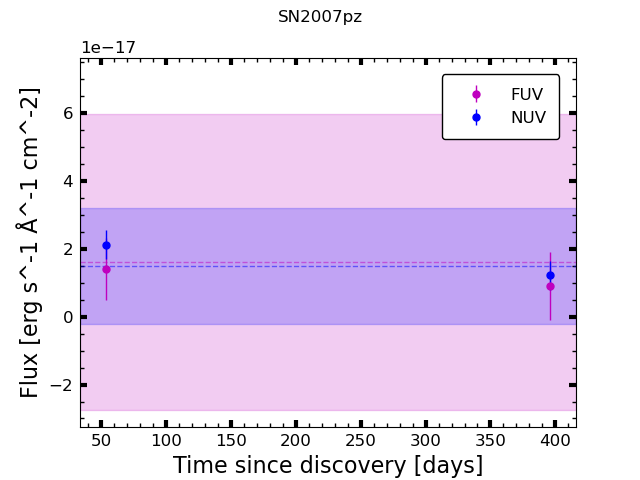 SN2007pz
1e−17
FUV
NUV
6
4
2
0
−2
50 100 150 200 250 300 350 400
Flux [erg s^-1 Å^-1 cm^-2]
Time since discovery [days]